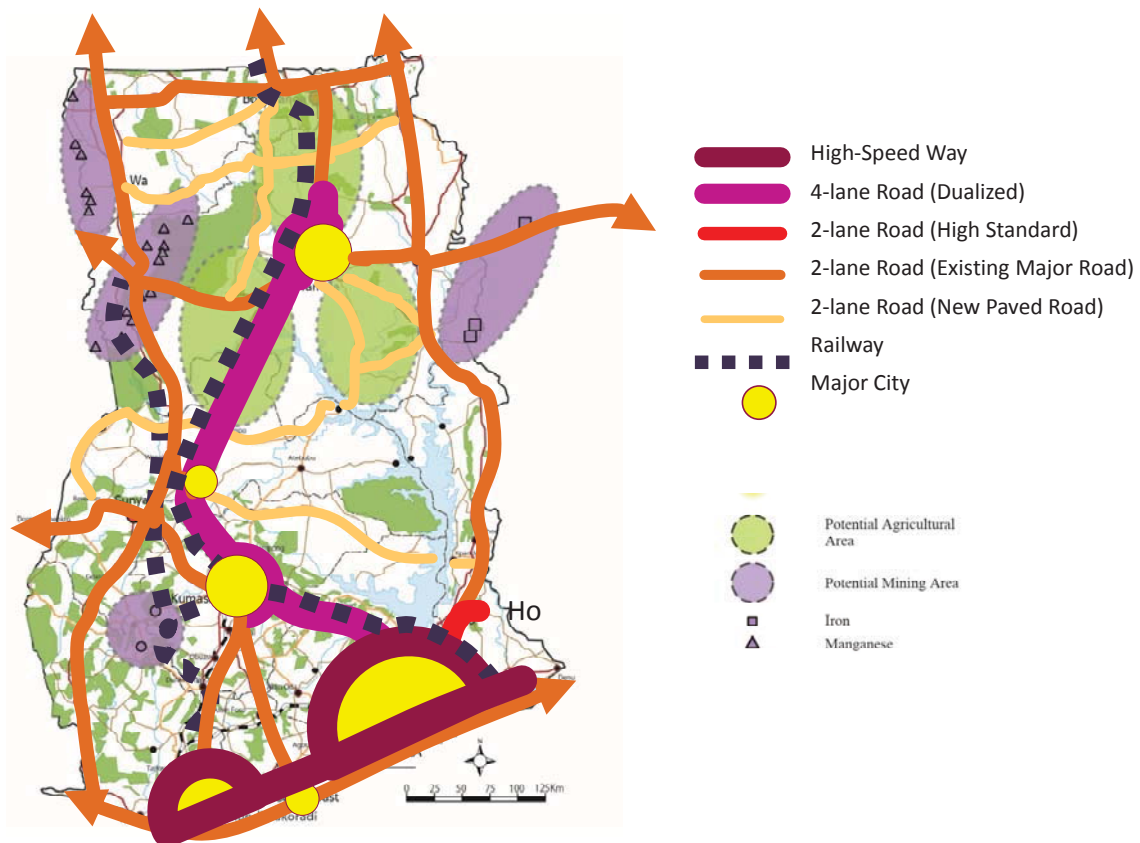 Wa
Kumas
Ho
N
0 25 50 75 100 125Km
High-Speed Way
4-lane Road (Dualized)
2-lane Road (High Standard)
2-lane Road (Existing Major Road)
2-lane Road (New Paved Road)
Railway
Major City
Potential Agricultural
Area
Potential Mining Area
Iron
Manganese